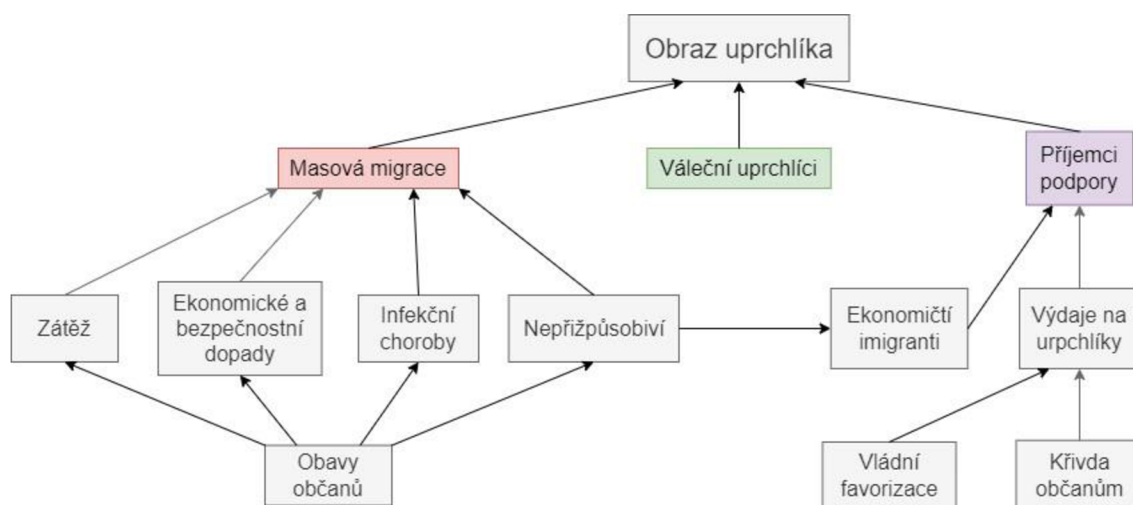 Obraz uprchlíka
Masová migrace
Váleční uprchlíci
Příjemci
podpory
Zátěž
Ekonomické a
bezpečnostní
dopady
Infekční
choroby
Nepřižpůsobiví
Ekonomičtí
imigranti
Výdaje na
urpchlíky
Obavy
občanů
Vládní
favorizace
Křivda
občanům